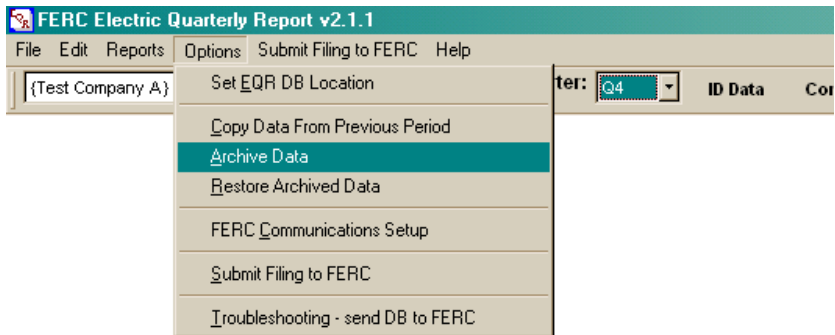 FERC Electric Quarterly Report v2.1.1
File Edit Reports Options Submit Filing to FERC Help
{Test Company A} ter: Q4 ID Data Cor
Set EQR DB Location
Copy Data From Previous Period
Archive Data
Restore Archived Data
FERC Communications Setup
Submit Filing to FERC
Troubleshooting - send DB to FERC